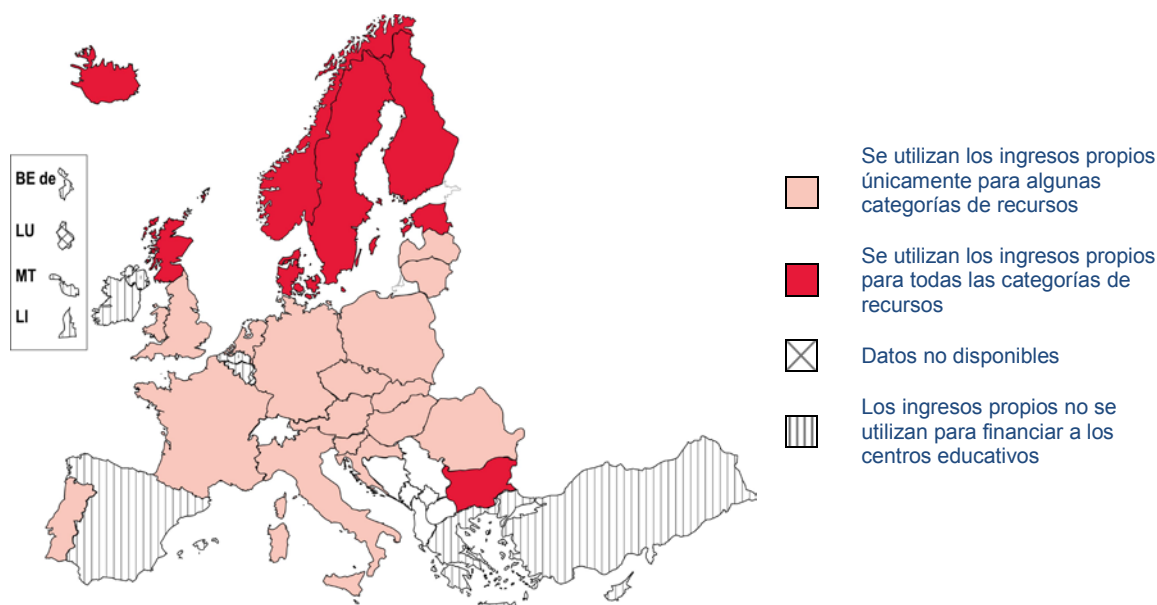 BE de
LU
MT
LI
Se utilizan los ingresos propios
únicamente para algunas
categorías de recursos
Se utilizan los ingresos propios
para todas las categorías de
recursos
Datos no disponibles
Los ingresos propios no se
utilizan para financiar a los
centros educativos